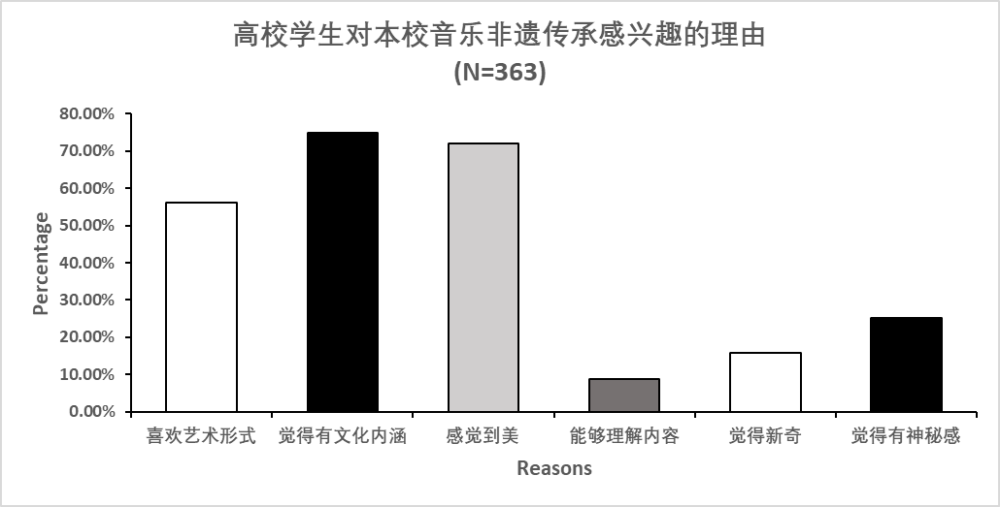 高校学生对本校音乐非遗传承感兴趣的理由
(N=363)
80.00%
70.00%
60.00%
50.00%
40.00%
30.00%
20.00%
10.00%
0.00%
Percentage
喜欢艺术形式
觉得有文化内涵
感觉到美
能够理解内容
觉得新奇
觉得有神秘感
Reasons